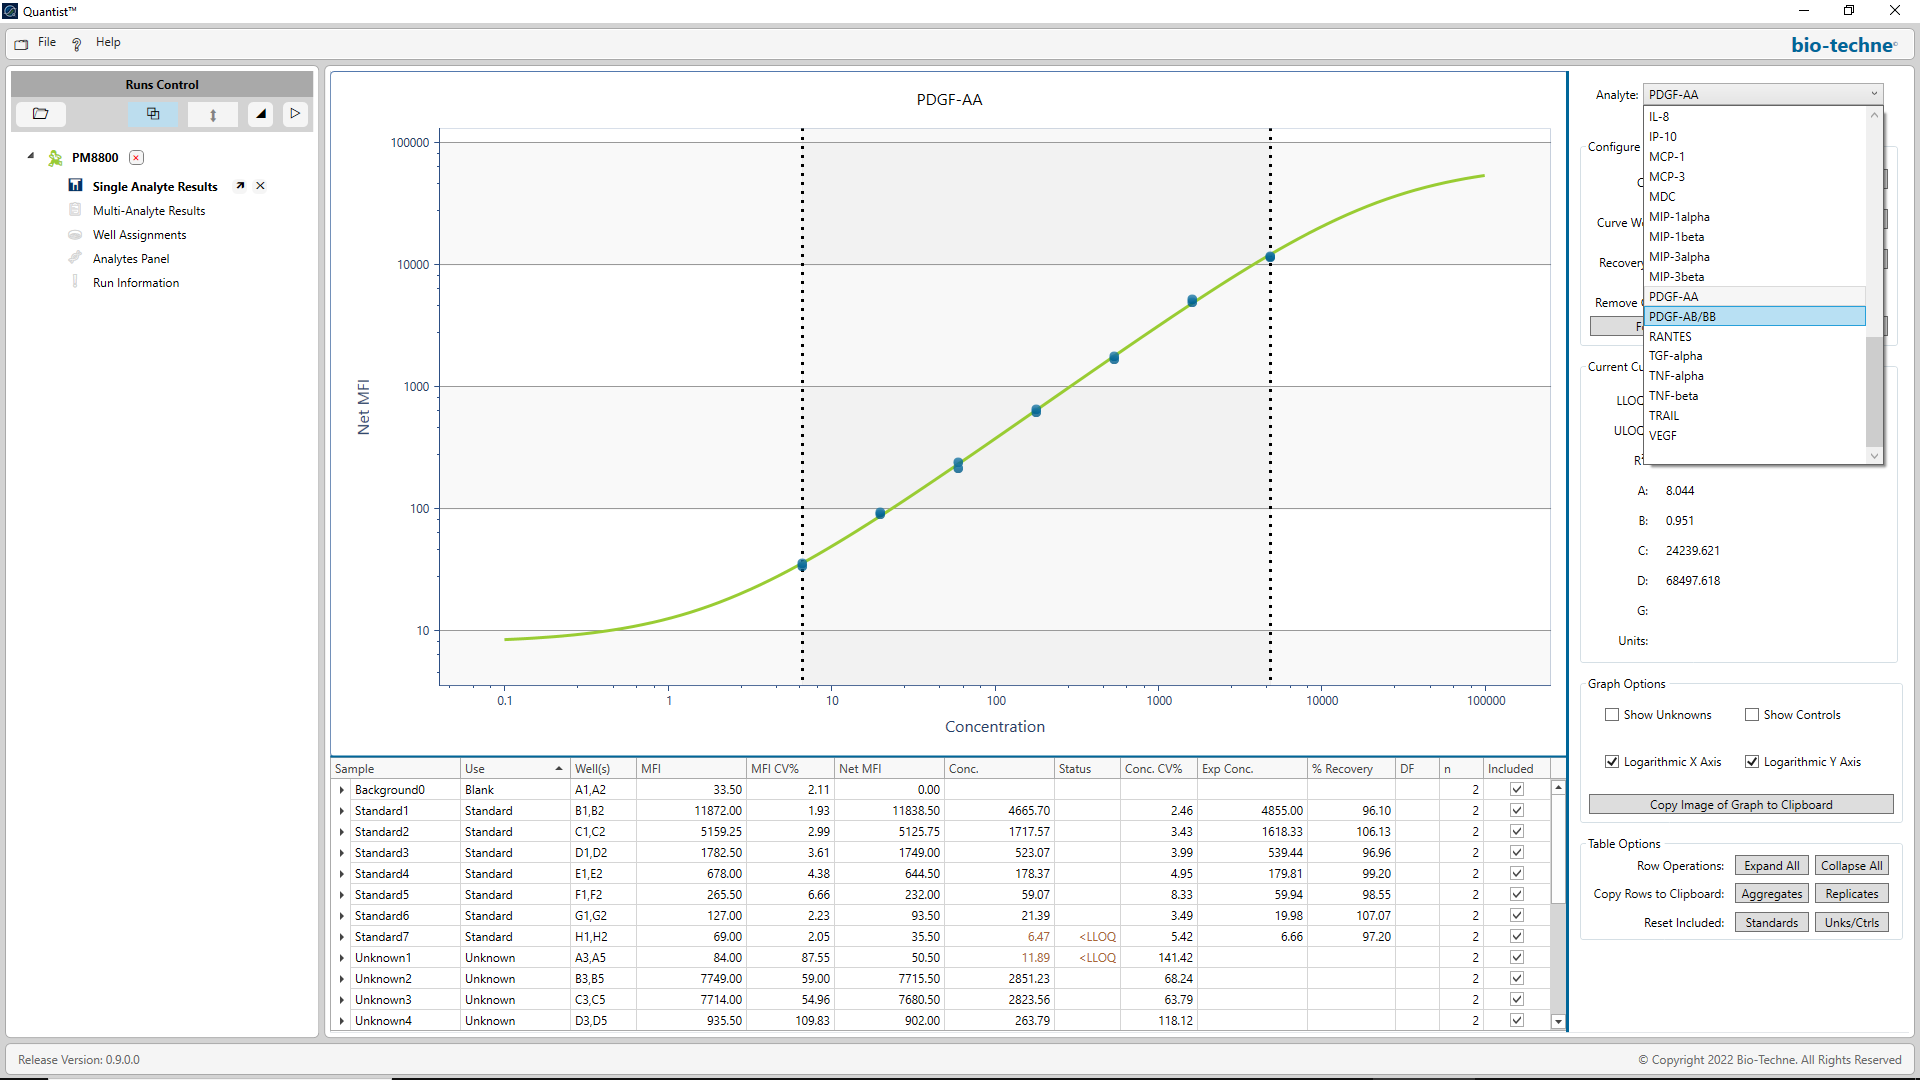 Quantist™
File Help
bio-techne
Runs Control
PM8800
Single Analyte Results
Multi-Analyte Results
Well Assignments
Analytes Panel
Run Information
PDGF-AA
100000
10000
1000
100
10
Net MFI
0.1 1 10 100 1000 10000 100000
Concentration
Sample Use Well(s) MFI MFI CV% Net MFI Conc. Status Conc. CV% Exp Conc. % Recovery DF n Included
Background0 Blank A1,A2 33.50 2.11 0.00 2
Standard1 Standard B1,B2 11872.00 1.93 11838.50 4665.70 2.46 4855.00 96.10 2
Standard2 Standard C1,C2 5159.25 2.99 5125.75 1717.57 3.43 1618.33 106.13 2
Standard3 Standard D1,D2 1782.50 3.61 1749.00 523.07 3.99 539.44 96.96 2
Standard4 Standard E1,E2 678.00 4.38 644.50 178.37 4.95 179.81 99.20 2
Standard5 Standard F1,F2 265.50 6.66 232.00 59.07 8.33 59.94 98.55 2
Standard6 Standard G1,G2 127.00 2.23 93.50 21.39 3.49 19.98 107.07 2
Standard7 Standard H1,H2 69.00 2.05 35.50 6.47 <LLOQ 5.42 6.66 97.20 2
Unknown1 Unknown A3,A5 84.00 87.55 50.50 11.89 <LLOQ 141.42 2
Unknown2 Unknown B3,B5 7749.00 59.00 7715.50 2851.23 68.24 2
Unknown3 Unknown C3,C5 7714.00 54.96 7680.50 2823.56 63.79 2
Unknown4 Unknown D3,D5 935.50 109.83 902.00 263.79 118.12 2
Analyte: PDGF-AA
IL-8
IP-10
MCP-1
MCP-3
MDC
MIP-1alpha
MIP-1beta
MIP-3alpha
MIP-3beta
PDGF-AA
PDGF-AB/BB
RANTES
TGF-alpha
TNF-alpha
TNF-beta
TRAIL
VEGF
Configure
Curve W
Recovery
Remove
Current Cu
LLOQ
ULOQ
R²
A: 8.044
B: 0.951
C: 24239.621
D: 68497.618
G:
Units:
Graph Options
Show Unknowns Show Controls
Logarithmic X Axis Logarithmic Y Axis
Copy Image of Graph to Clipboard
Table Options
Row Operations: Expand All Collapse All
Copy Rows to Clipboard: Aggregates Replicates
Reset Included: Standards Unks/Ctrls
Release Version: 0.9.0.0
© Copyright 2022 Bio-Techne. All Rights Reserved